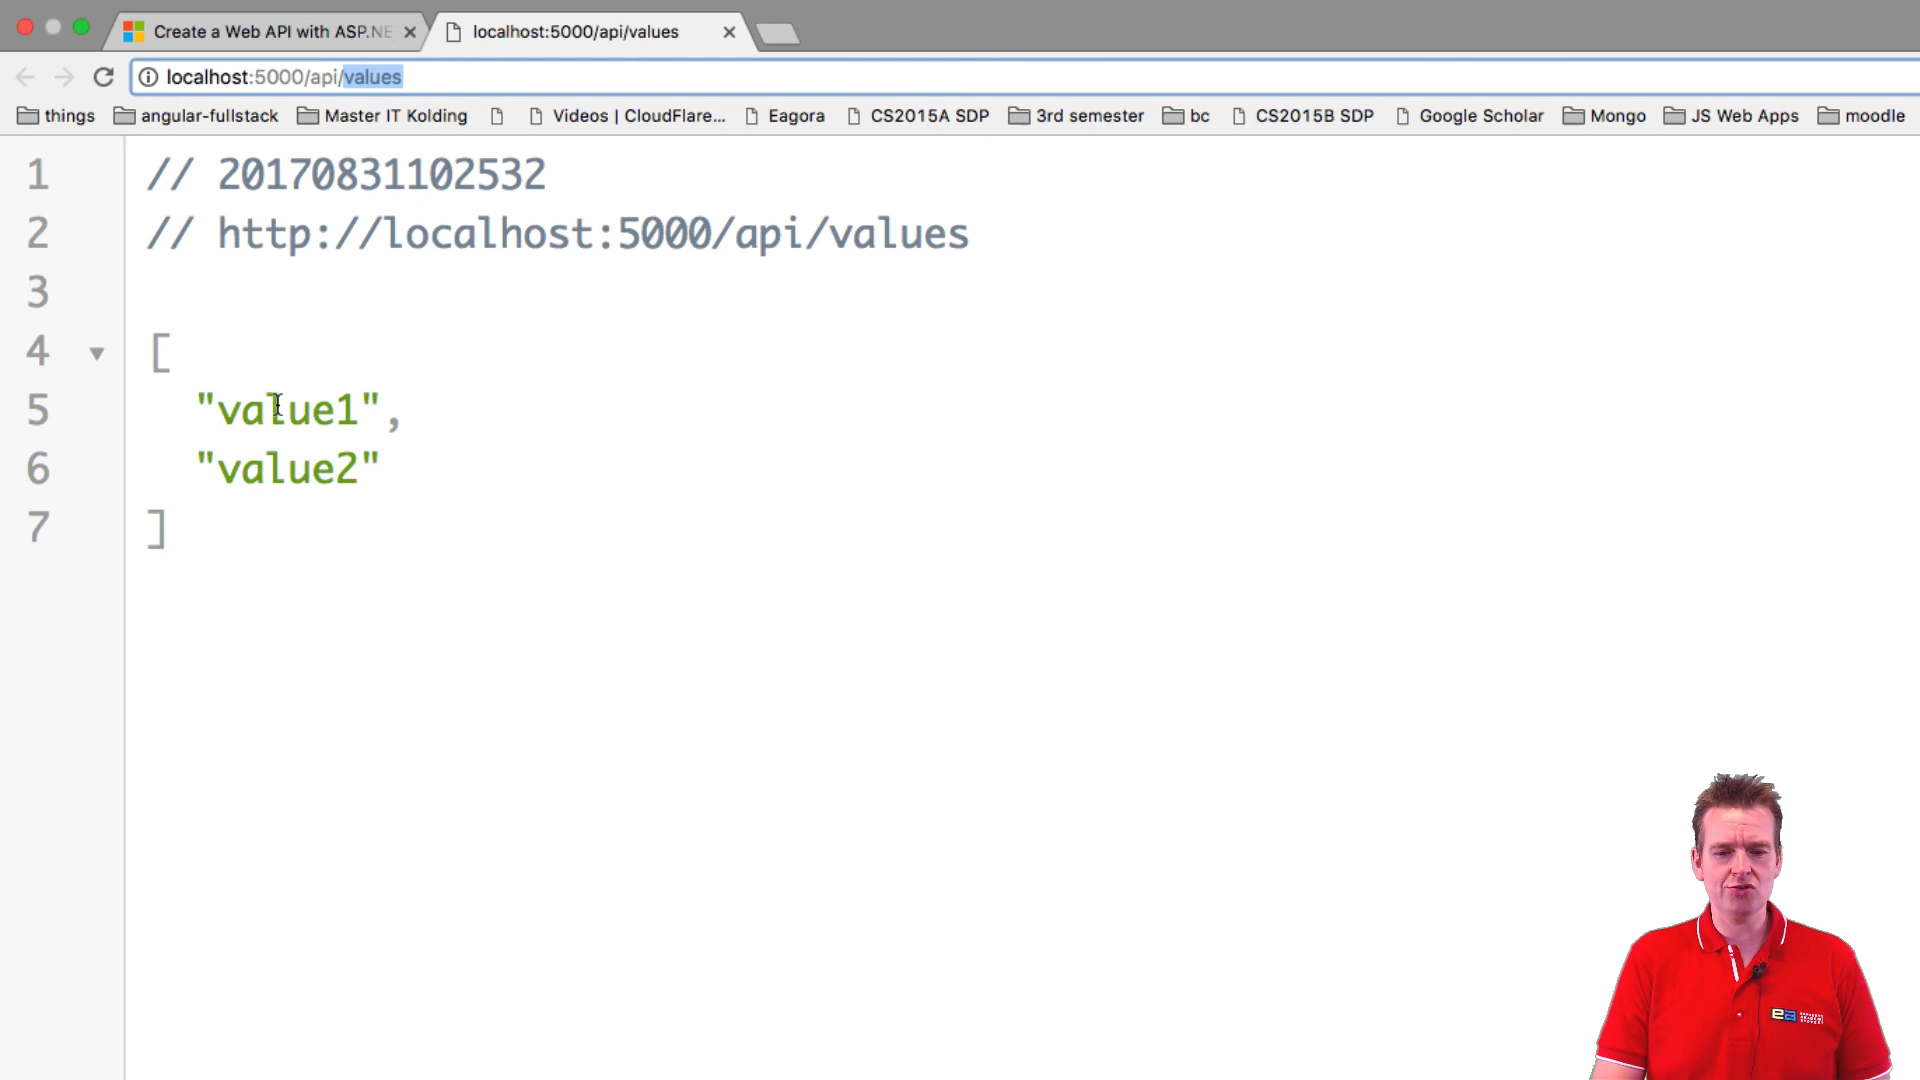 Create a Web API with ASP.NE
localhost:5000/api/values
localhost:5000/api/values
things
angular-fullstack
Master IT Kolding
Videos | CloudFlare...
Eagora
CS2015A SDP
3rd semester
bc
CS2015B SDP
Google Scholar
Mongo
JS Web Apps
moodle
1 // 20170831102532
2 // http://localhost:5000/api/values
3
4 [
5 "value1",
6 "value2"
7 ]
ea